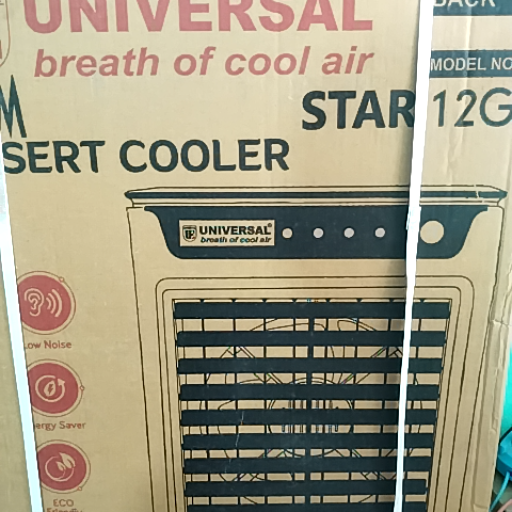 UNIVERSAL
breath of cool air
BACK
MODEL NO
M
STAR 12G
SERT COOLER
UNIVERSAL
breath of cool air
Low Noise
ergy Saver
ECO
Friendly